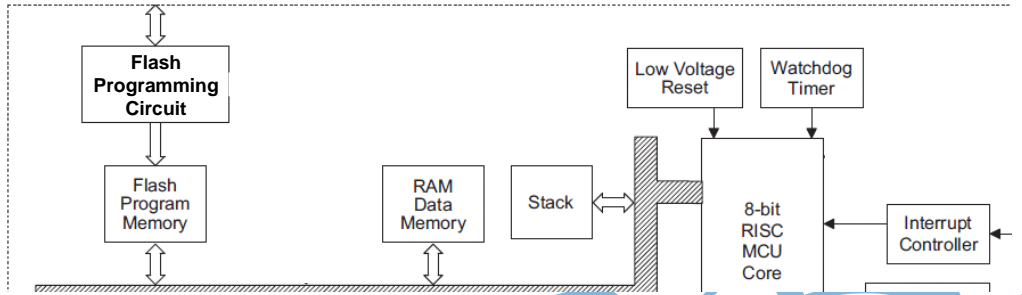 Flash
Programming
Circuit
Low Voltage
Reset
Watchdog
Timer
Flash
Program
Memory
RAM
Data
Memory
Stack
8-bit
RISC
MCU
Core
Interrupt
Controller